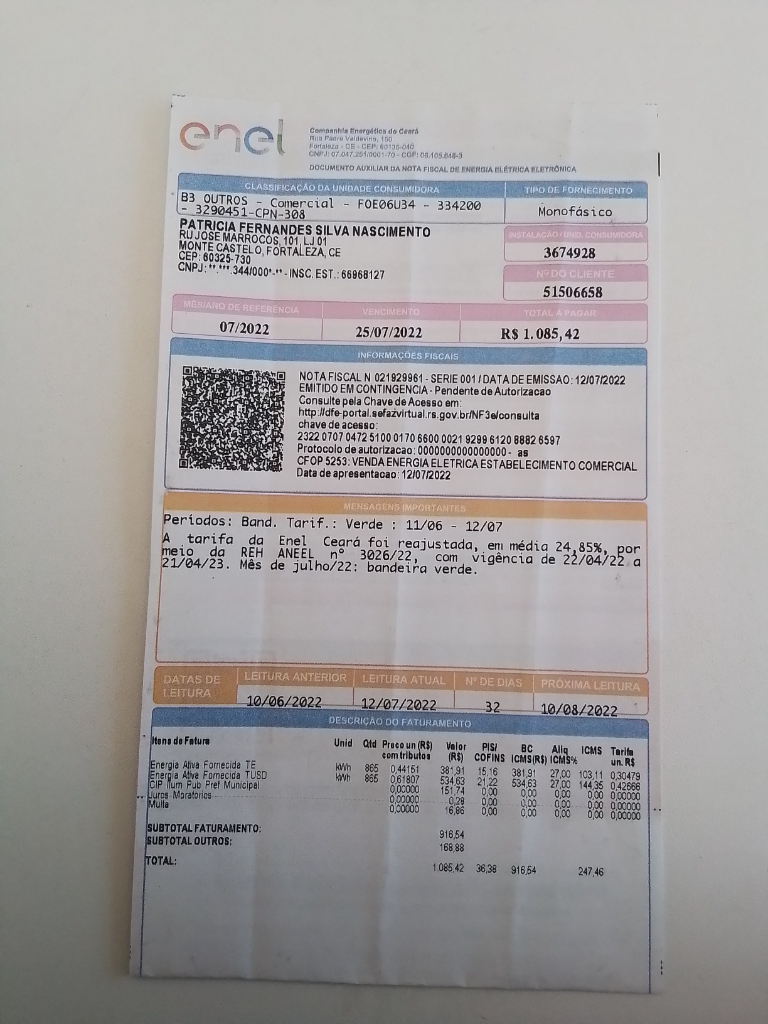 enel
Companhia Energética do Ceará
Rua Padre Valdevino, 150
Fortaleza - CE - CEP: 60135-040
CNPJ: 07.047.251/0001-70 - CGF: 06.105.848-3
DOCUMENTO AUXILIAR DA NOTA FISCAL DE ENERGIA ELÉTRICA ELETRÔNICA
CLASSIFICAÇÃO DA UNIDADE CONSUMIDORA
TIPO DE FORNECIMENTO
B3 OUTROS - Comercial - FOE06U34 - 334200
- 3290451-CPN-308
Monofásico
PATRICIA FERNANDES SILVA NASCIMENTO
RU JOSE MARROCOS, 101, LJ 01
MONTE CASTELO, FORTALEZA, CE
CEP: 60325-730
CNPJ: **.***.344/000*-** - INSC. EST.: 66968127
INSTALAÇÃO / UNID. CONSUMIDORA
3674928
Nº DO CLIENTE
51506658
MÊS/ANO DE REFERÊNCIA VENCIMENTO TOTAL A PAGAR
07/2022 25/07/2022 R$ 1.085,42
INFORMAÇÕES FISCAIS
NOTA FISCAL N 021929961 - SERIE 001 / DATA DE EMISSAO: 12/07/2022
EMITIDO EM CONTINGENCIA - Pendente de Autorizacao
Consulte pela Chave de Acesso em:
http://dfe-portal.sefazvirtual.rs.gov.br/NF3e/consulta
chave de acesso:
2322 0707 0472 5100 0170 6600 0021 9299 6120 8882 6597
Protocolo de autorizacao: 000000000000000 - as
CFOP 5253: VENDA ENERGIA ELETRICA ESTABELECIMENTO COMERCIAL
Data de apresentacao: 12/07/2022
MENSAGENS IMPORTANTES
Períodos: Band. Tarif.: Verde : 11/06 - 12/07
A tarifa da Enel Ceará foi reajustada, em média 24,85%, por
meio da REH ANEEL nº 3026/22, com vigência de 22/04/22 a
21/04/23. Mês de julho/22: bandeira verde.
DATAS DE LEITURA
LEITURA ANTERIOR LEITURA ATUAL Nº DE DIAS PRÓXIMA LEITURA
10/06/2022 12/07/2022 32 10/08/2022
DESCRIÇÃO DO FATURAMENTO
Itens de Fatura Unid Qtd Preco un (R$) com tributos Valor (R$) PIS/ COFINS BC ICMS(R$) Aliq ICMS% ICMS Tarifa un. R$
Energia Ativa Fornecida TE kWh 865 0,44151 381,91 15,16 381,91 27,00 103,11 0,30479
Energia Ativa Fornecida TUSD kWh 865 0,61807 534,63 21,22 534,63 27,00 144,35 0,42666
CIP Ilum Pub Pref Municipal 0,00000 151,74 0,00 0,00 0,00 0,00 0,00000
Juros Moratórios 0,00000 0,28 0,00 0,00 0,00 0,00 0,00000
Multa 0,00000 16,86 0,00 0,00 0,00 0,00 0,00000
SUBTOTAL FATURAMENTO: 916,54
SUBTOTAL OUTROS: 168,88
TOTAL: 1.085,42 36,38 916,54 247,46